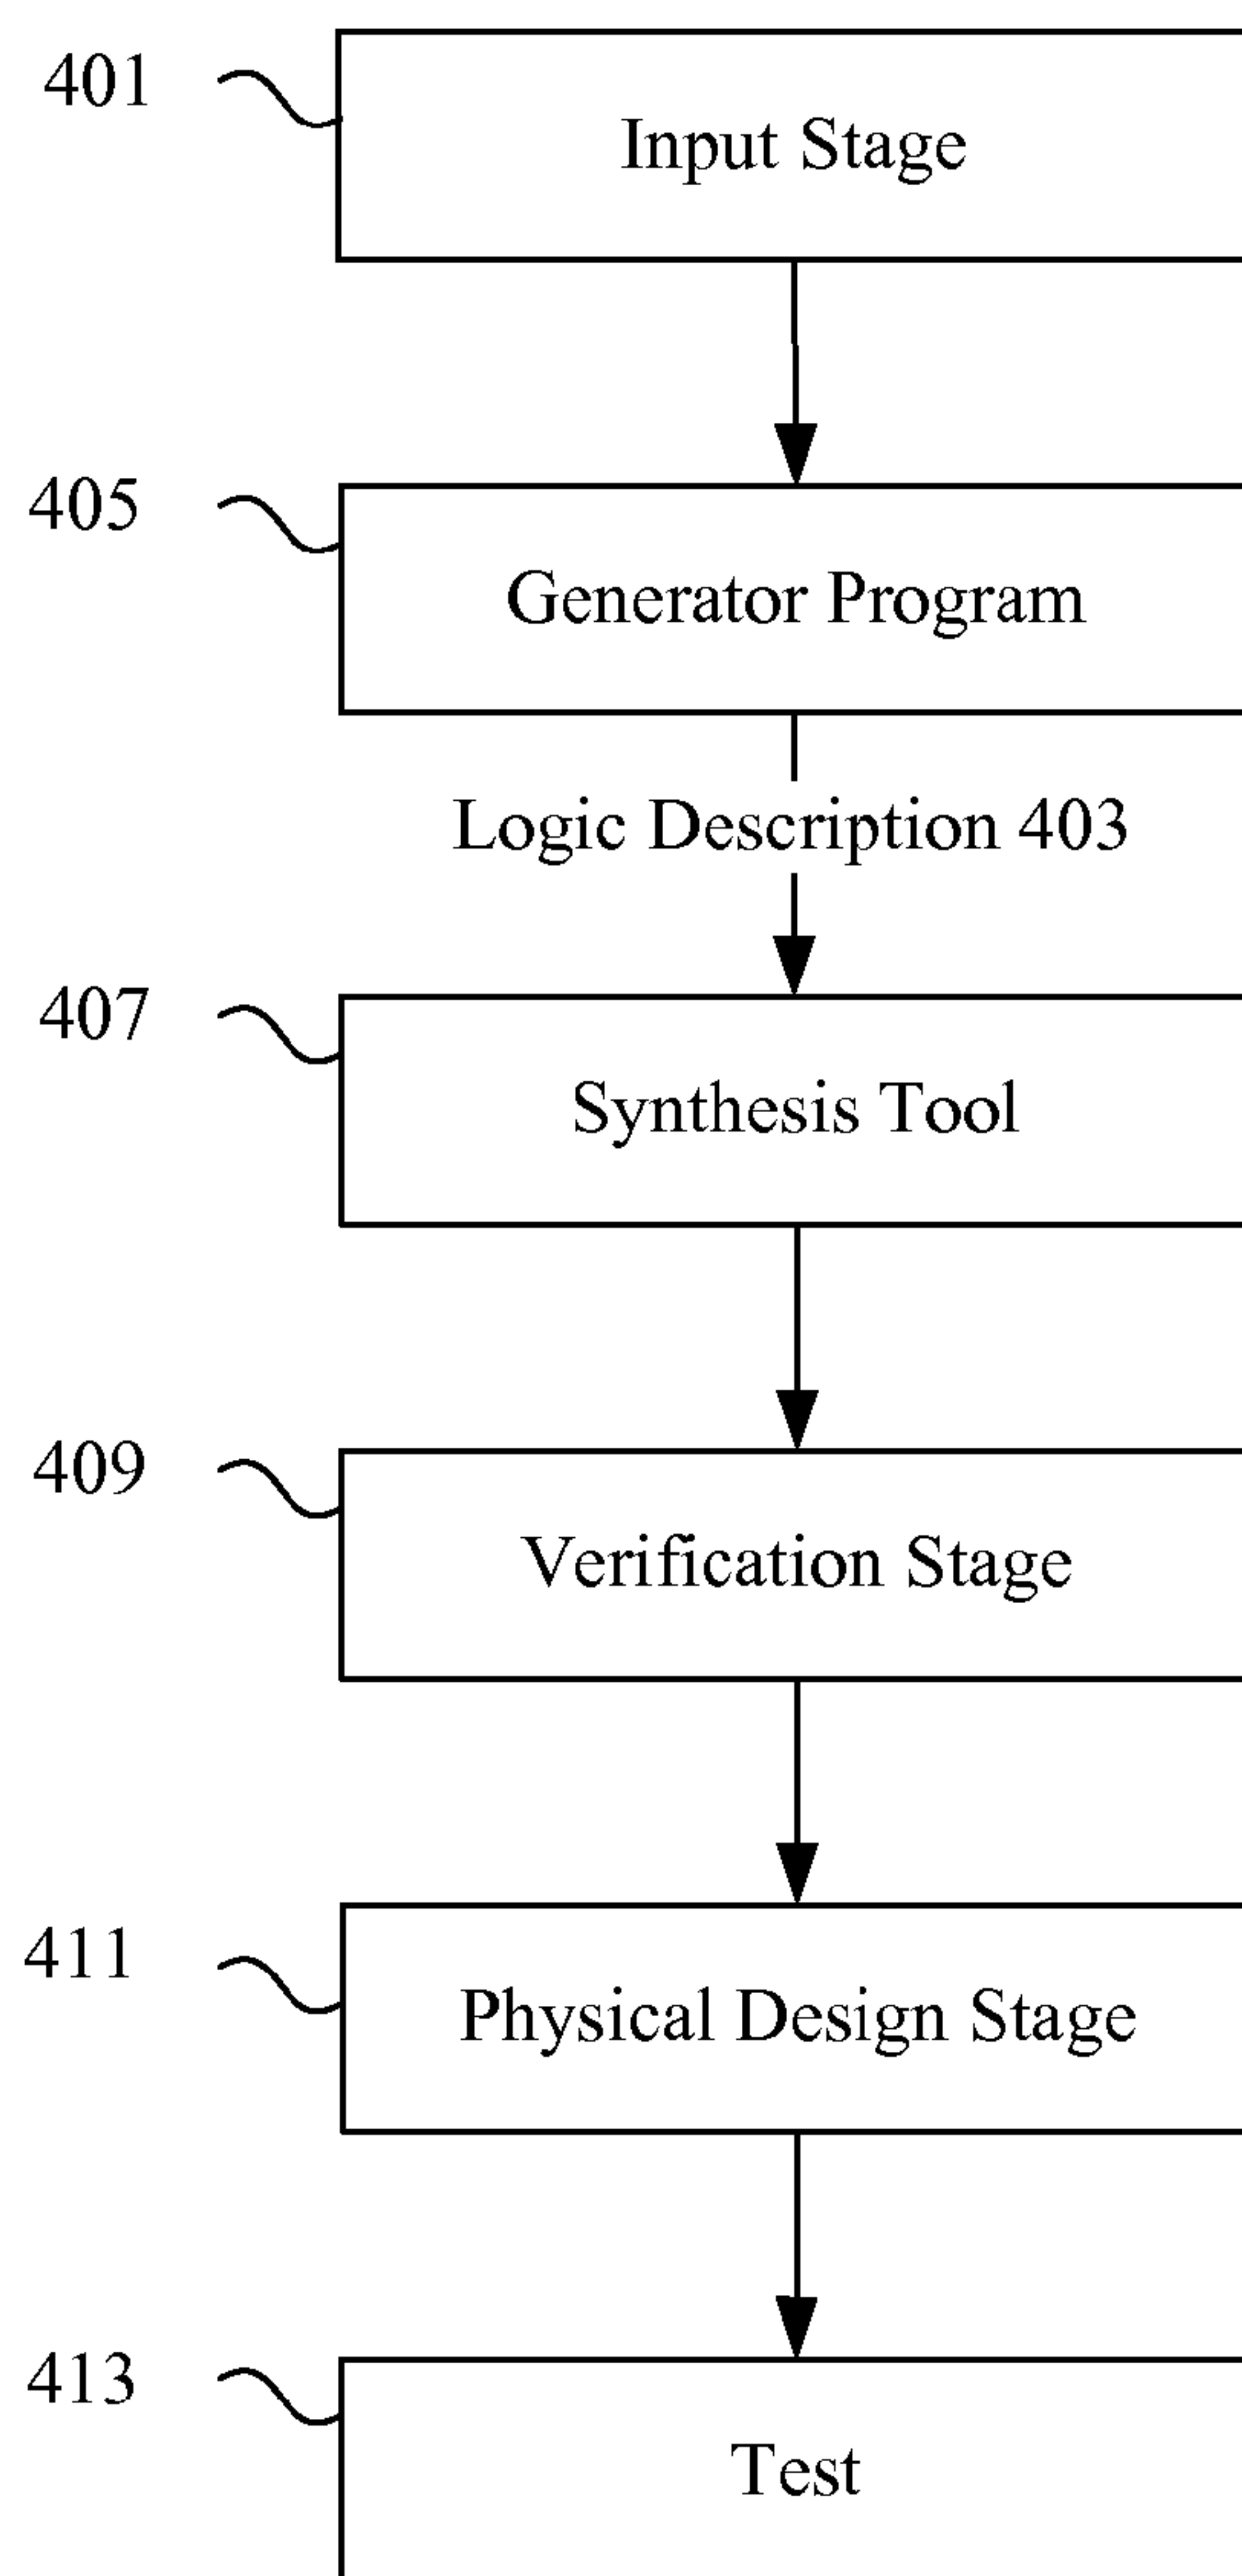 401
Input Stage
405
Generator Program
Logic Description 403
407
Synthesis Tool
409
Verification Stage
411
Physical Design Stage
413
Test